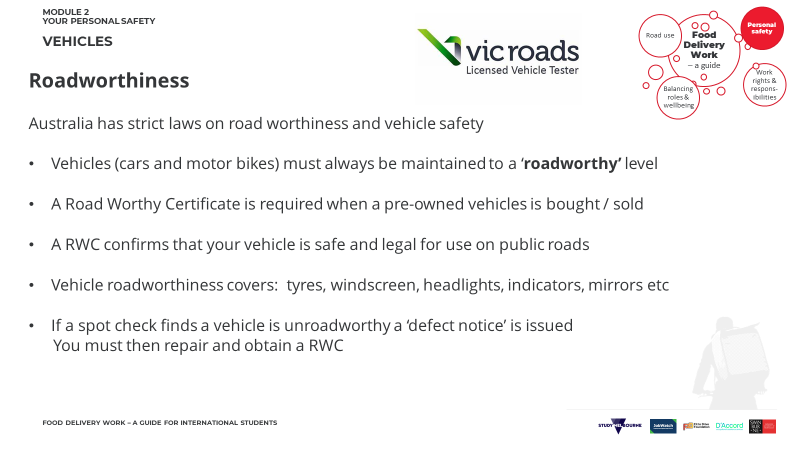 MODULE 2
YOUR PERSONAL SAFETY
VEHICLES
vic roads
Licensed Vehicle Tester
Road use
Food
Delivery
Work
– a guide
Personal
safety
Balancing
roles &
wellbeing
Work
rights &
respons-
ibilities
Roadworthiness
Australia has strict laws on road worthiness and vehicle safety
• Vehicles (cars and motor bikes) must always be maintained to a ‘roadworthy’ level
• A Road Worthy Certificate is required when a pre-owned vehicles is bought / sold
• A RWC confirms that your vehicle is safe and legal for use on public roads
• Vehicle roadworthiness covers: tyres, windscreen, headlights, indicators, mirrors etc
• If a spot check finds a vehicle is unroadworthy a ‘defect notice’ is issued
You must then repair and obtain a RWC
FOOD DELIVERY WORK – A GUIDE FOR INTERNATIONAL STUDENTS
STUDY MELBOURNE
JobWatch
D'Accord